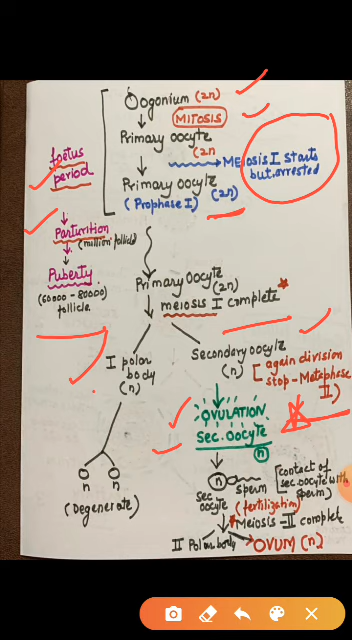 Oogonium (2n)
MITOSIS
Primary oocyte
(2n
foetus
period
MEIOSIS I starts
but arrested
Primary oocyte
(Prophase I) (2n)
Parturition
(million follicle)
Puberty
(60000 - 80000)
follicle
Primary oocyte
(2n)
meiosis I complete
I polar
body
(n)
Secondary oocyte
(n)
[again division
stop-Metaphase
II]
OVULATION
Sec. oocyte
n
n
n
(Degenerate)
n
Sec
oocyte
sperm
[contact of
sec. oocyte with
sperm]
(fertilization)
Meiosis-II complete
II Polar body
OVUM (n)